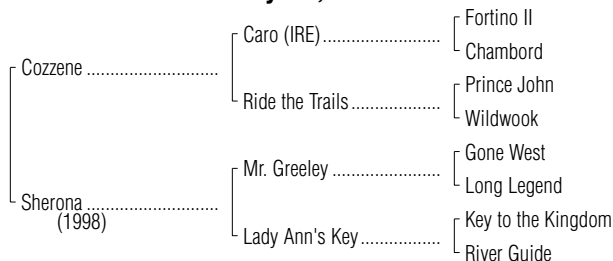 Cozzene ..............................
Caro (IRE)..........................
Fortino II
Chambord
Ride the Trails....................
Prince John
Wildwook
Sherona ..............................
(1998)
Mr. Greeley ........................
Gone West
Long Legend
Lady Ann's Key..................
Key to the Kingdom
River Guide